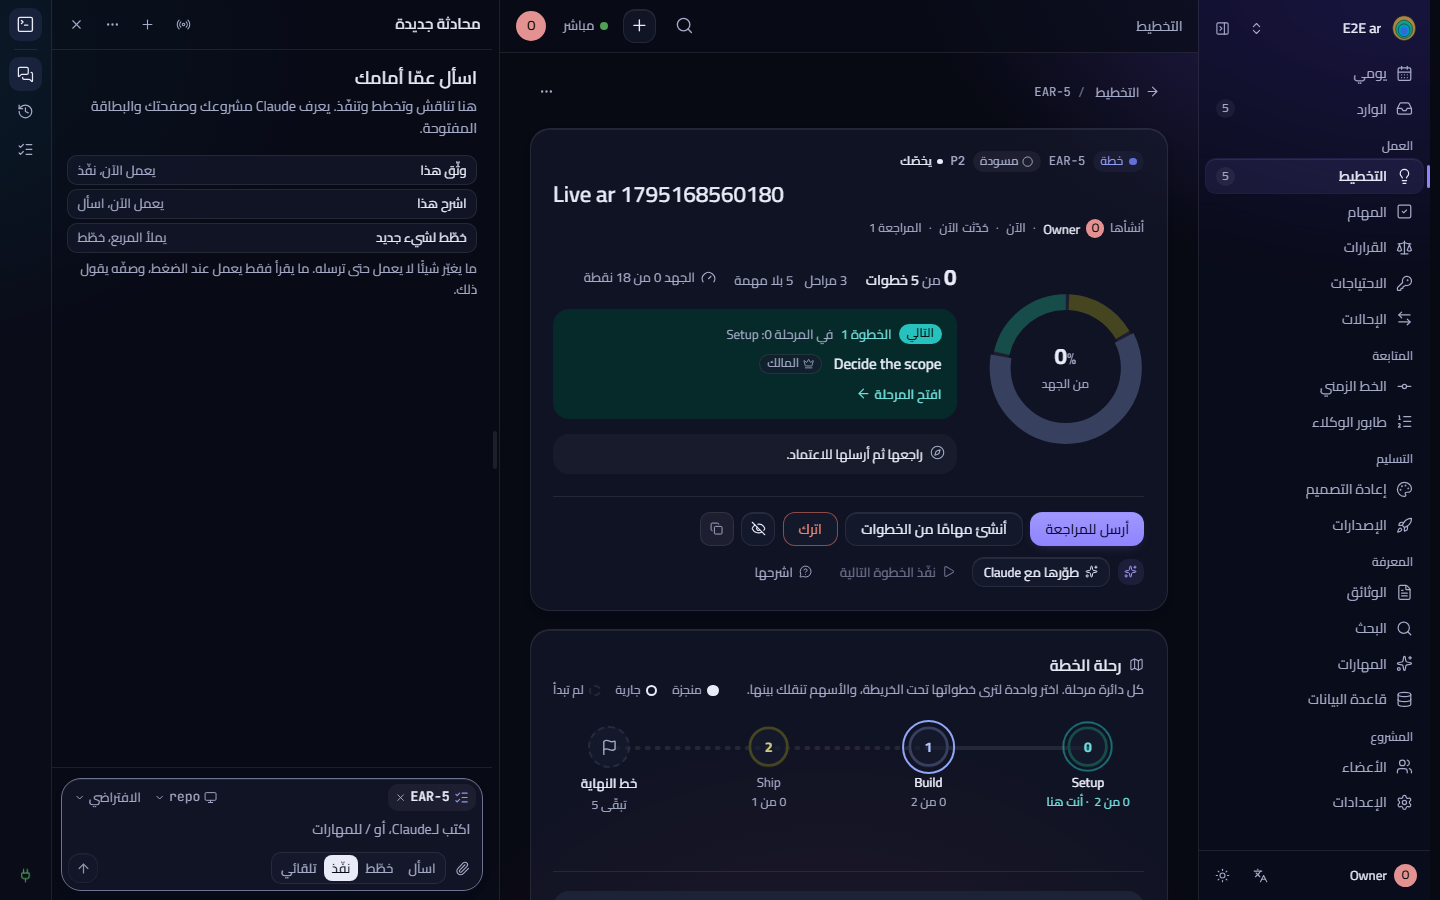 E2E ar
يومي
الوارد 5
العمل
التخطيط 5
المهام
القرارات
الاحتياجات
الإحالات
المتابعة
الخط الزمني
طابور الوكلاء
التسليم
إعادة التصميم
الإصدارات
المعرفة
الوثائق
البحث
المهارات
قاعدة البيانات
المشروع
الأعضاء
الإعدادات
O Owner
التخطيط
مباشر
O
التخطيط / EAR-5
خطة EAR-5 مسودة P2 يخصّك
Live ar 1795168560180
أنشأها O Owner · الآن · حُدّثت الآن · المراجعة 1
0 من 5 خطوات 3 مراحل 5 بلا مهمة الجهد 0 من 18 نقطة
0%
من الجهد
التالي الخطوة 1 في المرحلة 0: Setup
Decide the scope المالك
افتح المرحلة
راجعها ثم أرسلها للاعتماد.
أرسل للمراجعة أنشئ مهامًا من الخطوات اترك
طوّرها مع Claude نفّذ الخطوة التالية اشرحها
رحلة الخطة
كل دائرة مرحلة. اختر واحدة لترى خطواتها تحت الخريطة، والأسهم تنقلك بينها. منجزة جارية لم تبدأ
0 1 2
Setup Build Ship خط النهاية
0 من 2 · أنت هنا 0 من 2 0 من 1 تبقّى 5
محادثة جديدة
اسأل عمّا أمامك
هنا تناقش وتخطط وتنفّذ. يعرف Claude مشروعك وصفحتك والبطاقة
المفتوحة.
وثّق هذا يعمل الآن، نفّذ
اشرح هذا يعمل الآن، اسأل
خطّط لشيء جديد يملأ المربع، خطّط
ما يغيّر شيئًا لا يعمل حتى ترسله. ما يقرأ فقط يعمل عند الضغط، وصفّه يقول
ذلك.
EAR-5 repo الافتراضي
اكتب لـClaude، أو / للمهارات
اسأل خطّط نفّذ تلقائي